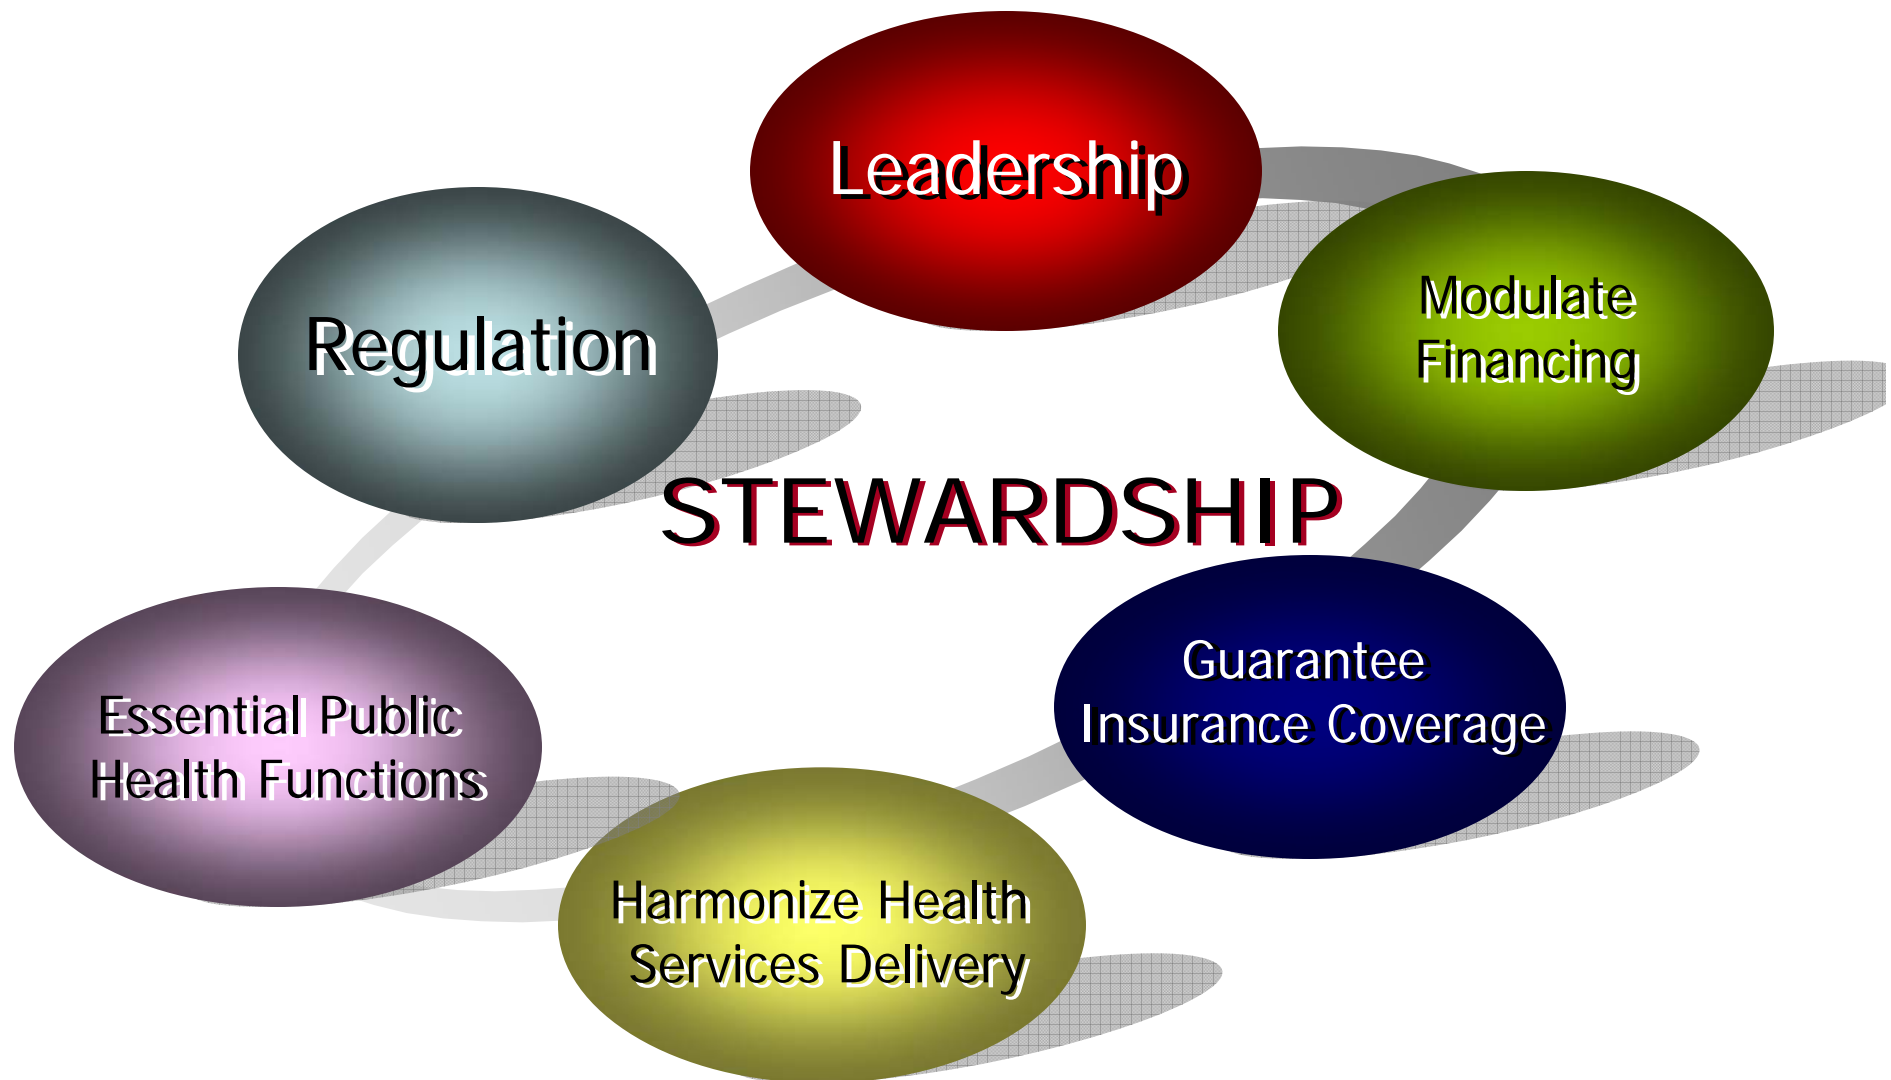 Leadership
Regulation
Modulate
Financing
STEWARDSHIP
Guarantee
Insurance Coverage
Essential Public
Health Functions
Harmonize Health
Services Delivery